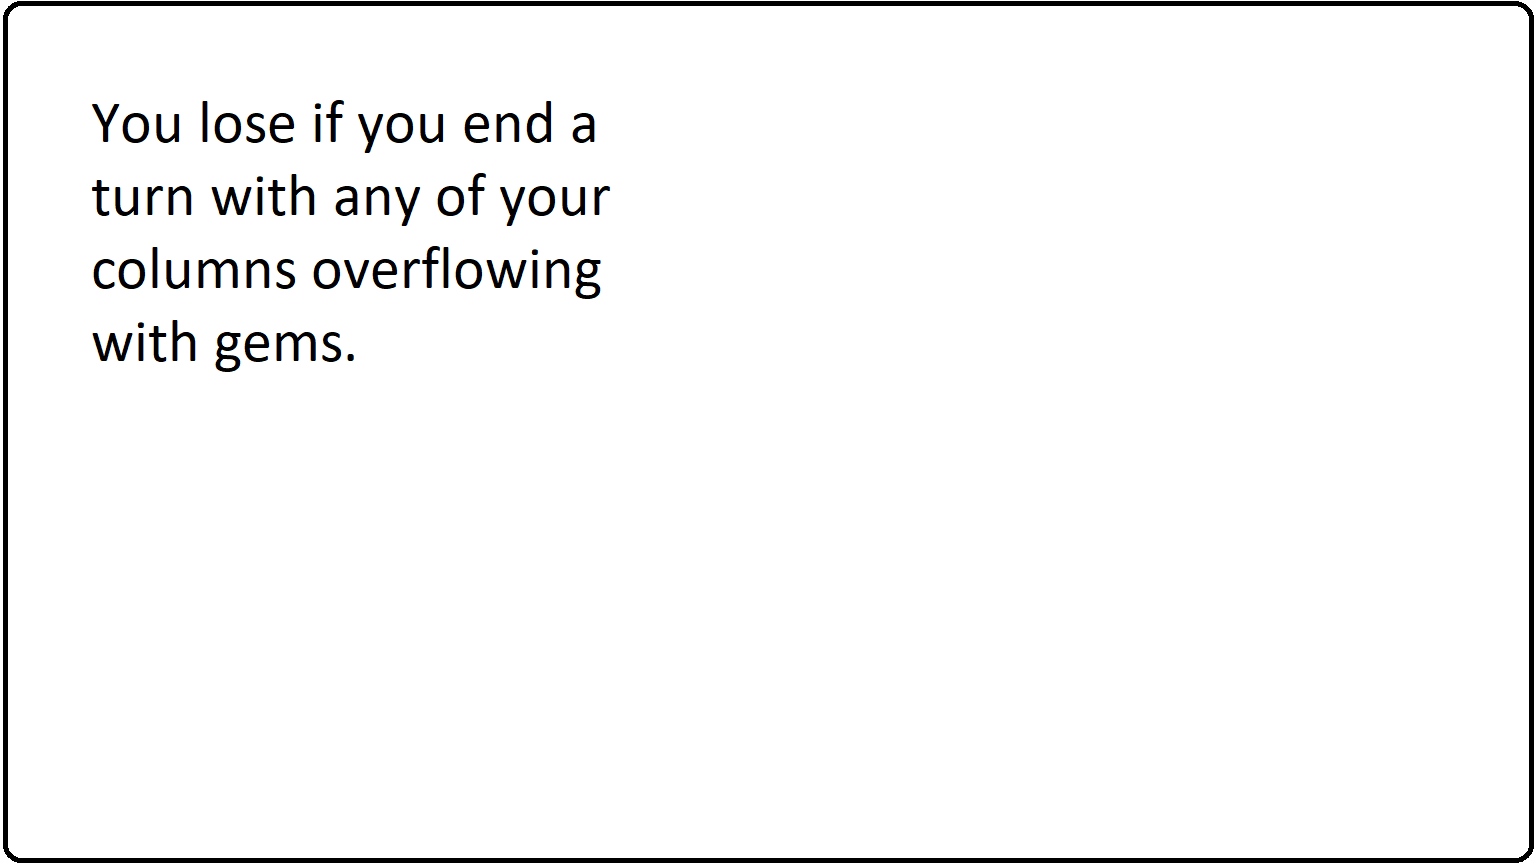 You lose if you end a
turn with any of your
columns overflowing
with gems.